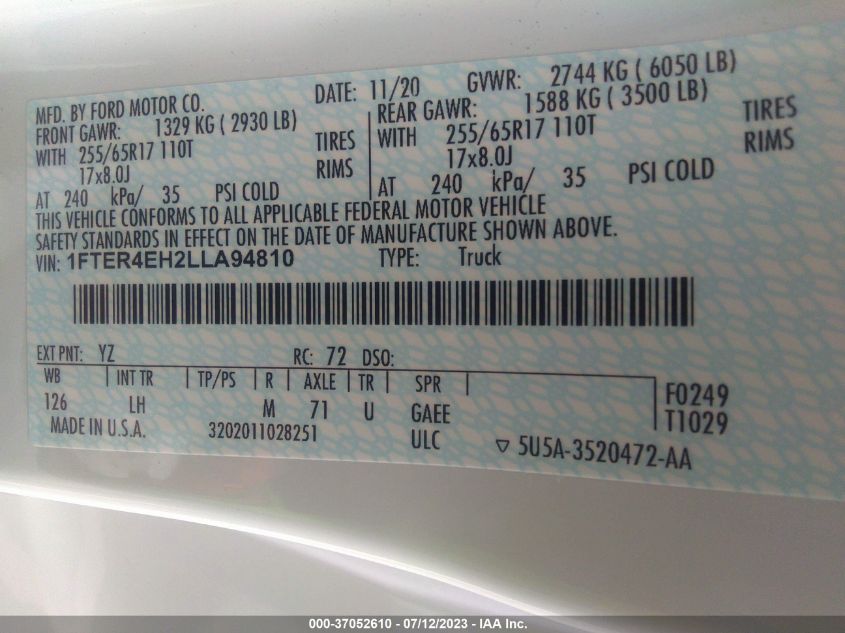 MFD. BY FORD MOTOR CO. DATE: 11/20 GVWR: 2744 KG ( 6050 LB)
FRONT GAWR: 1329 KG ( 2930 LB) REAR GAWR: 1588 KG ( 3500 LB)
WITH 255/65R17 110T TIRES WITH 255/65R17 110T TIRES
17x8.0J RIMS 17x8.0J RIMS
AT 240 kPa/ 35 PSI COLD AT 240 kPa/ 35 PSI COLD
THIS VEHICLE CONFORMS TO ALL APPLICABLE FEDERAL MOTOR VEHICLE
SAFETY STANDARDS IN EFFECT ON THE DATE OF MANUFACTURE SHOWN ABOVE.
VIN: 1FTER4EH2LLA94810 TYPE: Truck
EXT PNT: YZ RC: 72 DSO:
WB INT TR TP/PS R AXLE TR SPR F0249
126 LH M 71 U GAEE T1029
MADE IN U.S.A. 3202011028251 ULC ▽ 5U5A-3520472-AA
000-37052610 - 07/12/2023 - IAA Inc.